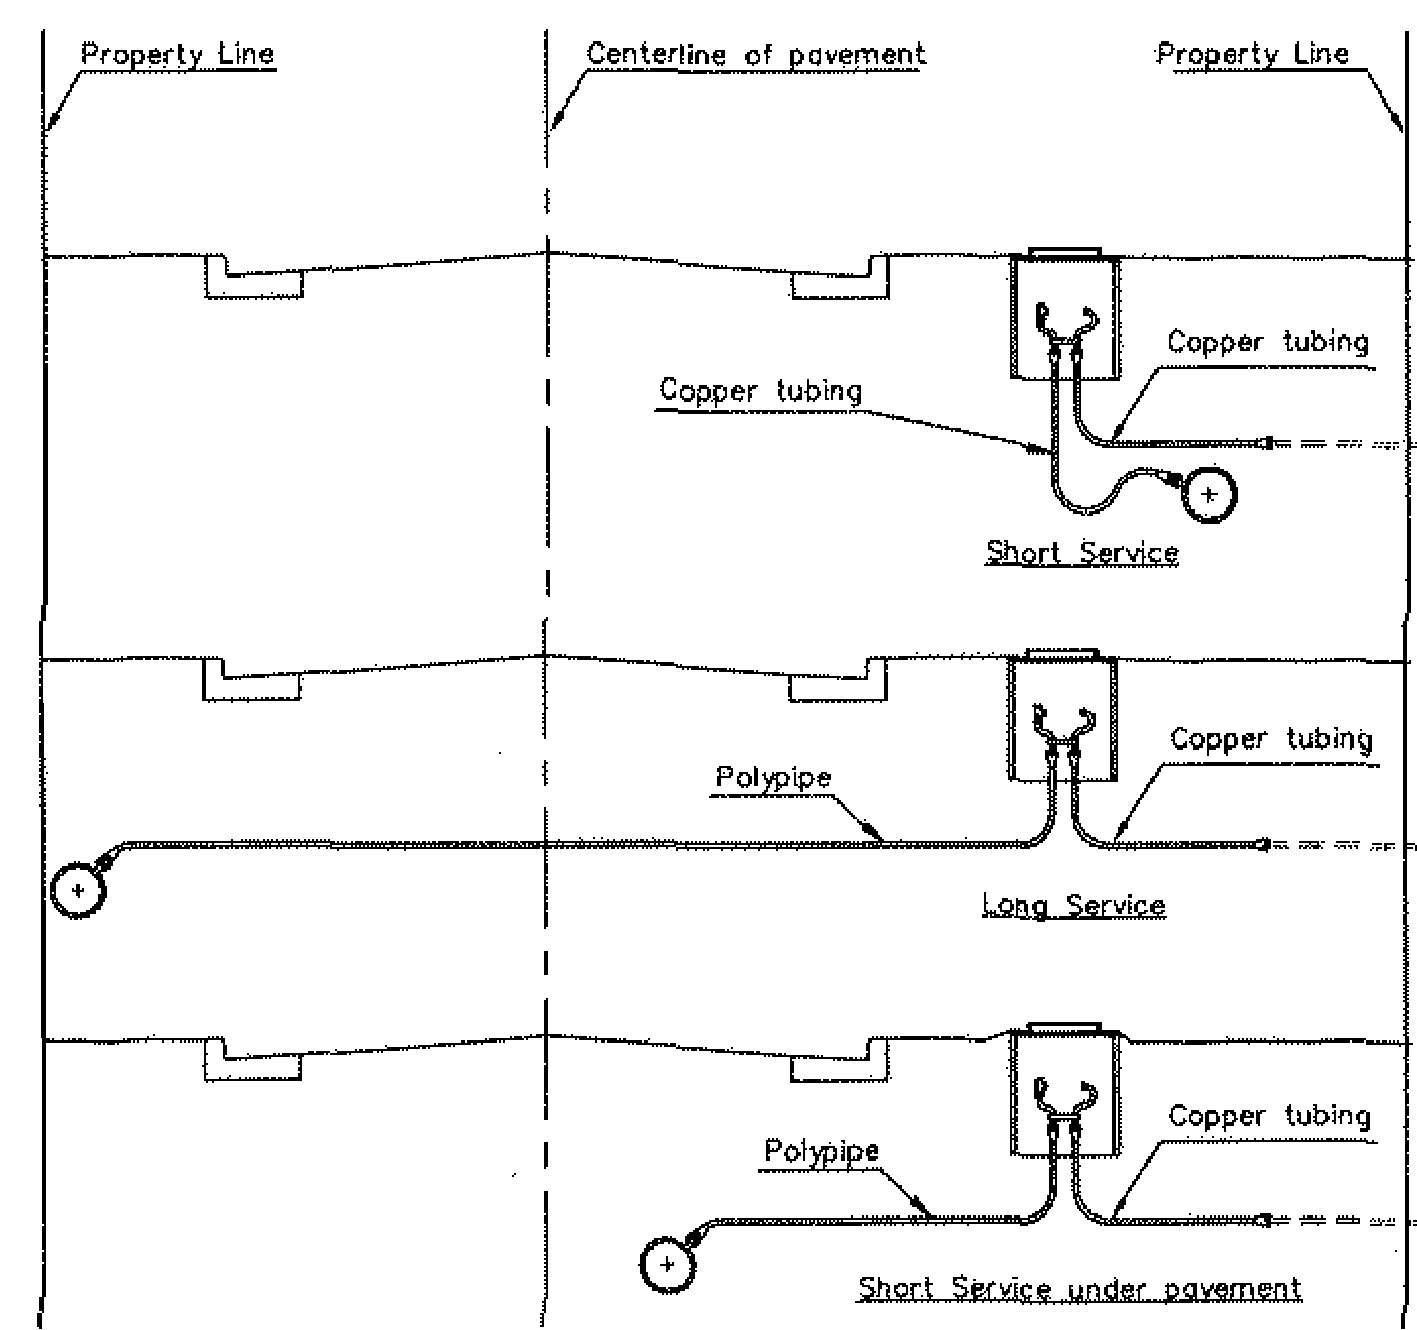 Property Line
Centerline of pavement
Property Line
Copper tubing
Copper tubing
Short Service
Copper tubing
Polypipe
Long Service
Copper tubing
Polypipe
Short Service under pavement